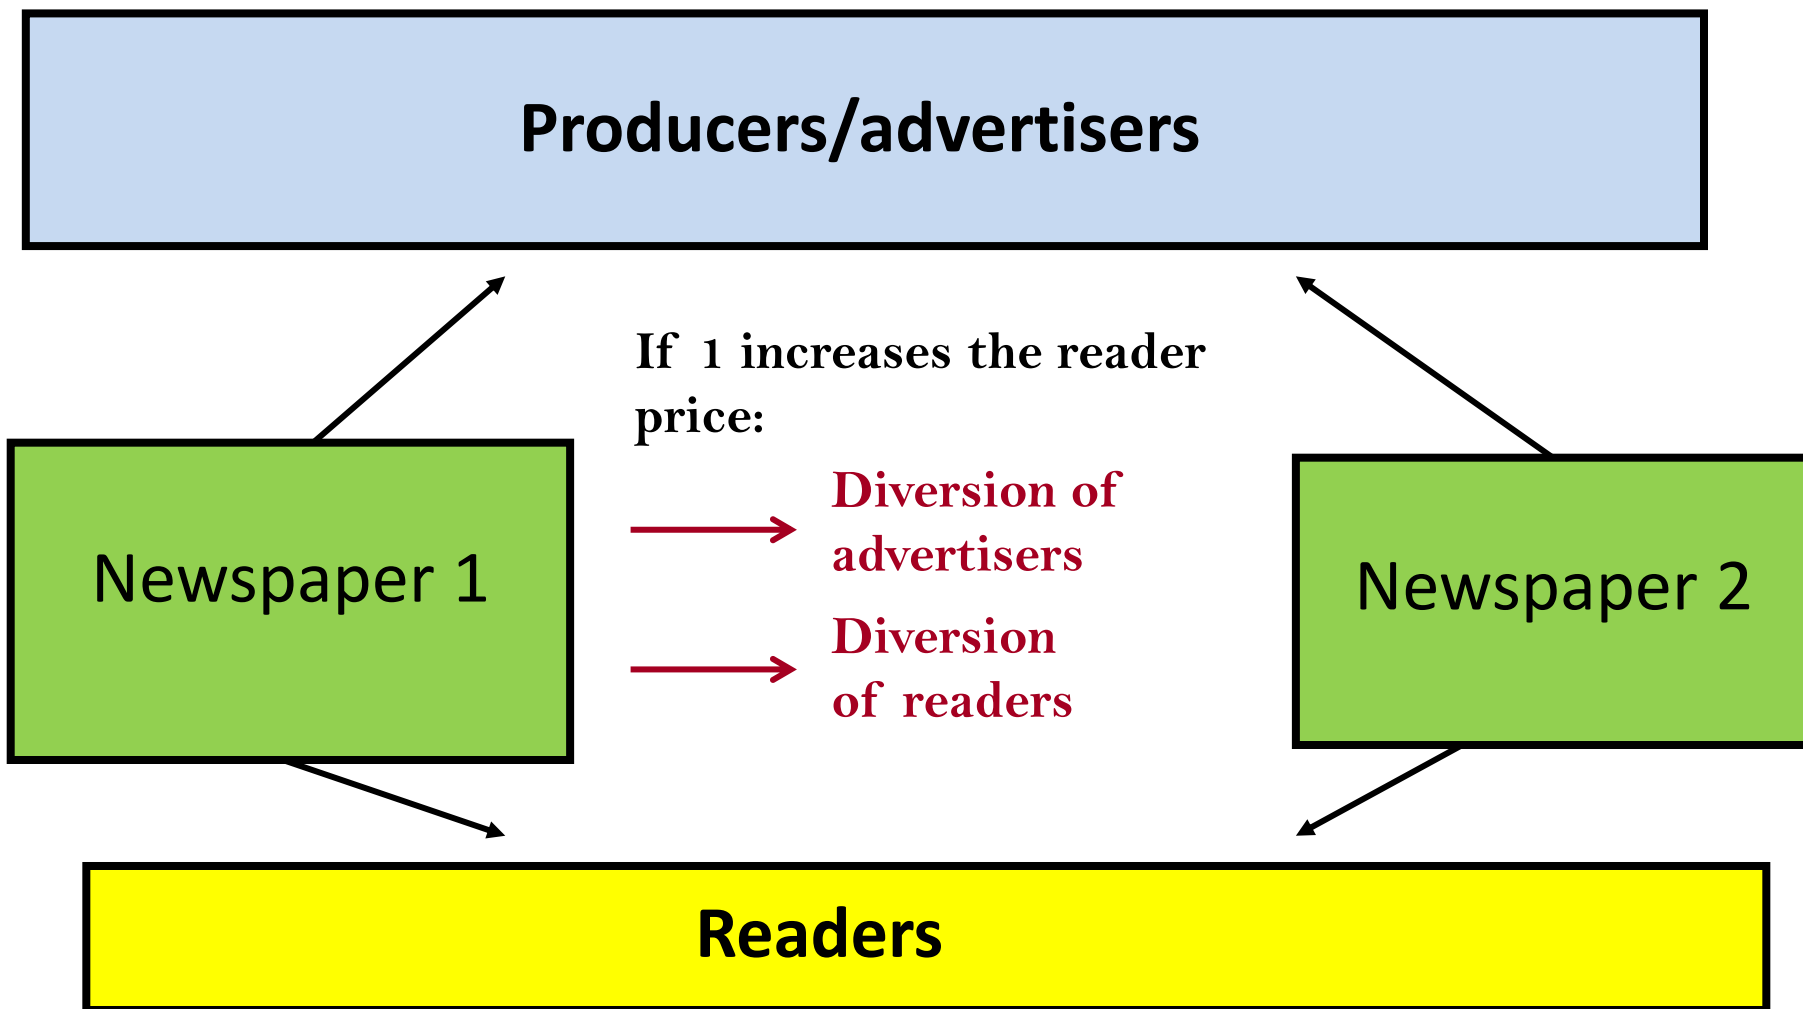 Producers/advertisers
If 1 increases the reader
price:
Diversion of
advertisers
Newspaper 1
Newspaper 2
Diversion
of readers
Readers